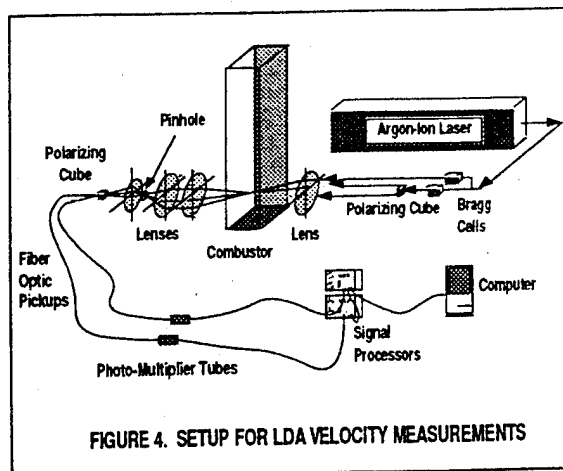 Pinhole
Argon-Ion Laser
Polarizing
Cube
Lenses
Combustor
Lens
Polarizing Cube
Bragg
Cells
Fiber
Optic
Pickups
Computer
Signal
Processors
Photo-Multiplier Tubes
FIGURE 4. SETUP FOR LDA VELOCITY MEASUREMENTS